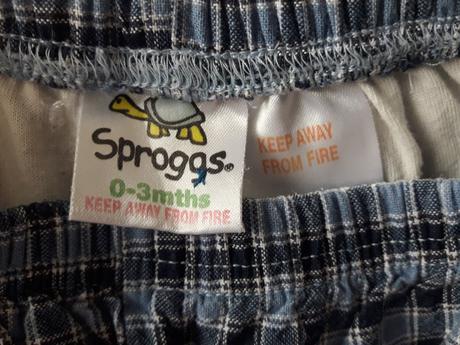 Sproggs®
0-3mths
KEEP AWAY FROM FIRE
KEEP AWAY
FROM FIRE